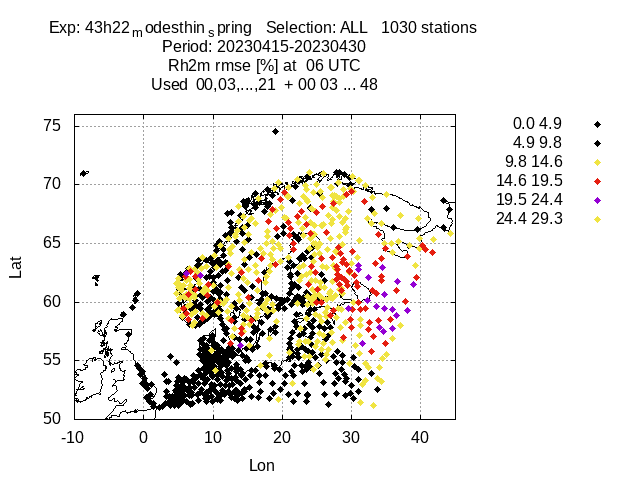 Exp: 43h22modesthinspring Selection: ALL 1030 stations
Period: 20230415-20230430
Rh2m rmse [%] at 06 UTC
Used 00,03,...,21 + 00 03 ... 48
0.0 4.9
4.9 9.8
9.8 14.6
14.6 19.5
19.5 24.4
24.4 29.3
75
70
65
60
55
50
Lat
-10 0 10 20 30 40
Lon